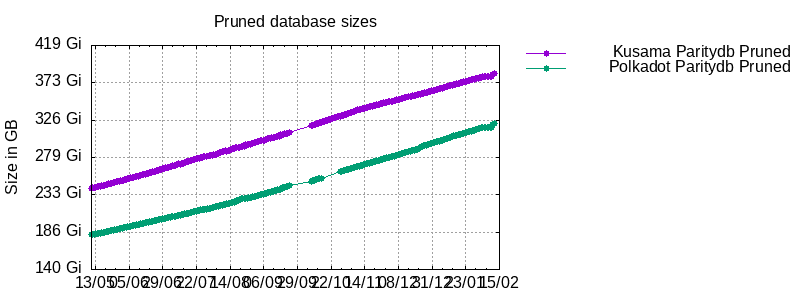 Pruned database sizes
419 Gi
373 Gi
326 Gi
279 Gi
233 Gi
186 Gi
140 Gi
Size in GB
13/05 05/06 29/06 22/07 14/08 06/09 29/09 22/10 14/11 08/12 31/12 23/01 15/02
Kusama Paritydb Pruned
Polkadot Paritydb Pruned